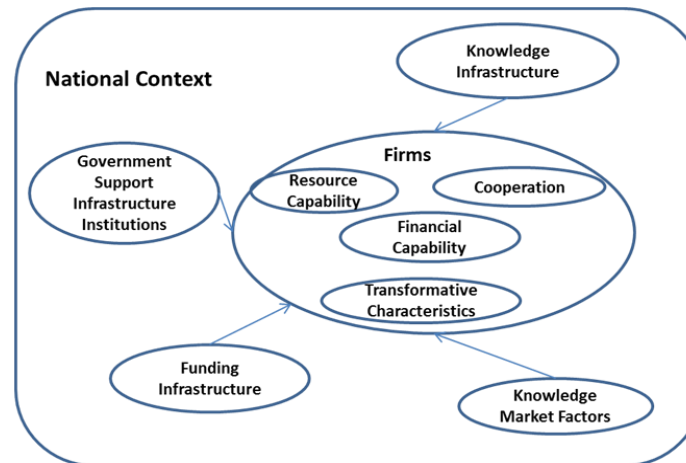 Knowledge
Infrastructure
National Context
Government
Support
Infrastructure
Institutions
Firms
Resource
Capability
Cooperation
Financial
Capability
Transformative
Characteristics
Funding
Infrastructure
Knowledge
Market Factors